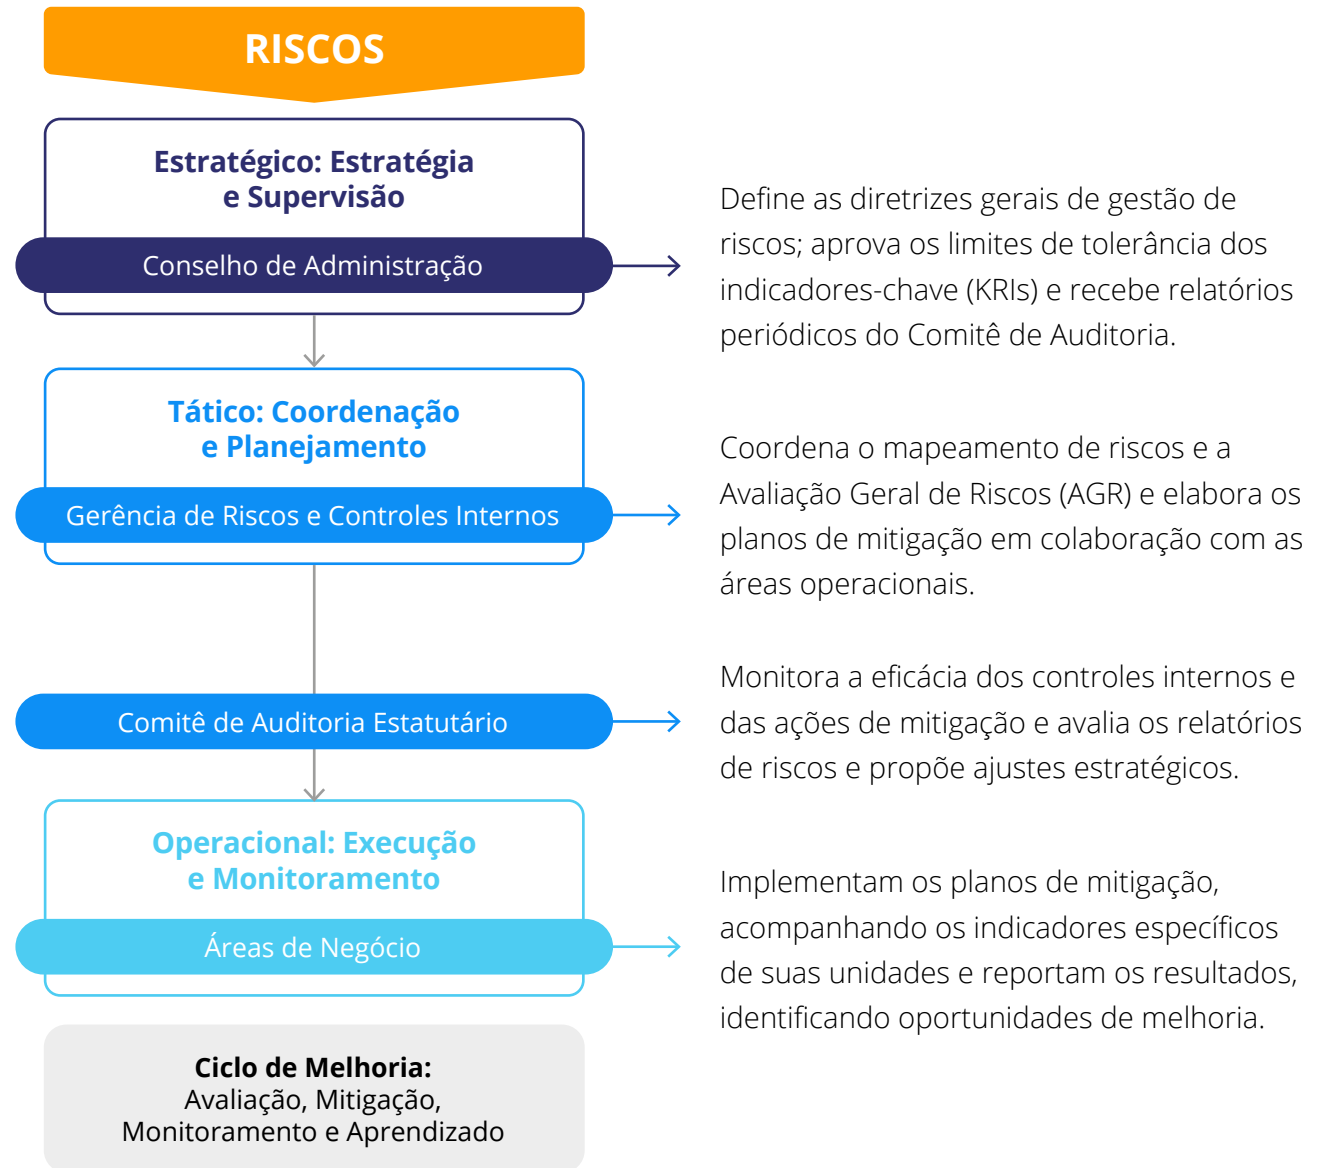 RISCOS
Estratégico: Estratégia
e Supervisão
Conselho de Administração
Define as diretrizes gerais de gestão de
riscos; aprova os limites de tolerância dos
indicadores-chave (KRIs) e recebe relatórios
periódicos do Comitê de Auditoria.
Tático: Coordenação
e Planejamento
Gerência de Riscos e Controles Internos
Coordena o mapeamento de riscos e a
Avaliação Geral de Riscos (AGR) e elabora os
planos de mitigação em colaboração com as
áreas operacionais.
Comitê de Auditoria Estatutário
Monitora a eficácia dos controles internos e
das ações de mitigação e avalia os relatórios
de riscos e propõe ajustes estratégicos.
Operacional: Execução
e Monitoramento
Áreas de Negócio
Implementam os planos de mitigação,
acompanhando os indicadores específicos
de suas unidades e reportam os resultados,
identificando oportunidades de melhoria.
Ciclo de Melhoria:
Avaliação, Mitigação,
Monitoramento e Aprendizado